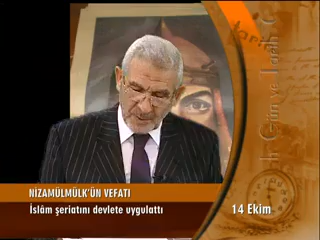 NİZAMÜLMÜLK'ÜN VEFATI
İslâm şeriatını devlete uygulattı
14 Ekim
Gün ve Tarih